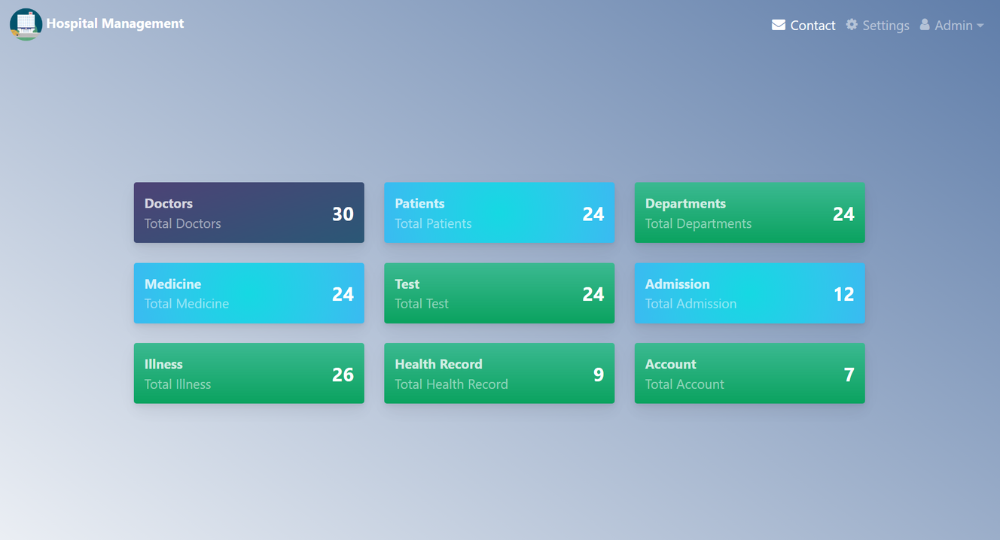 Hospital Management
Contact Settings Admin
Doctors
Total Doctors
30
Patients
Total Patients
24
Departments
Total Departments
24
Medicine
Total Medicine
24
Test
Total Test
24
Admission
Total Admission
12
Illness
Total Illness
26
Health Record
Total Health Record
9
Account
Total Account
7